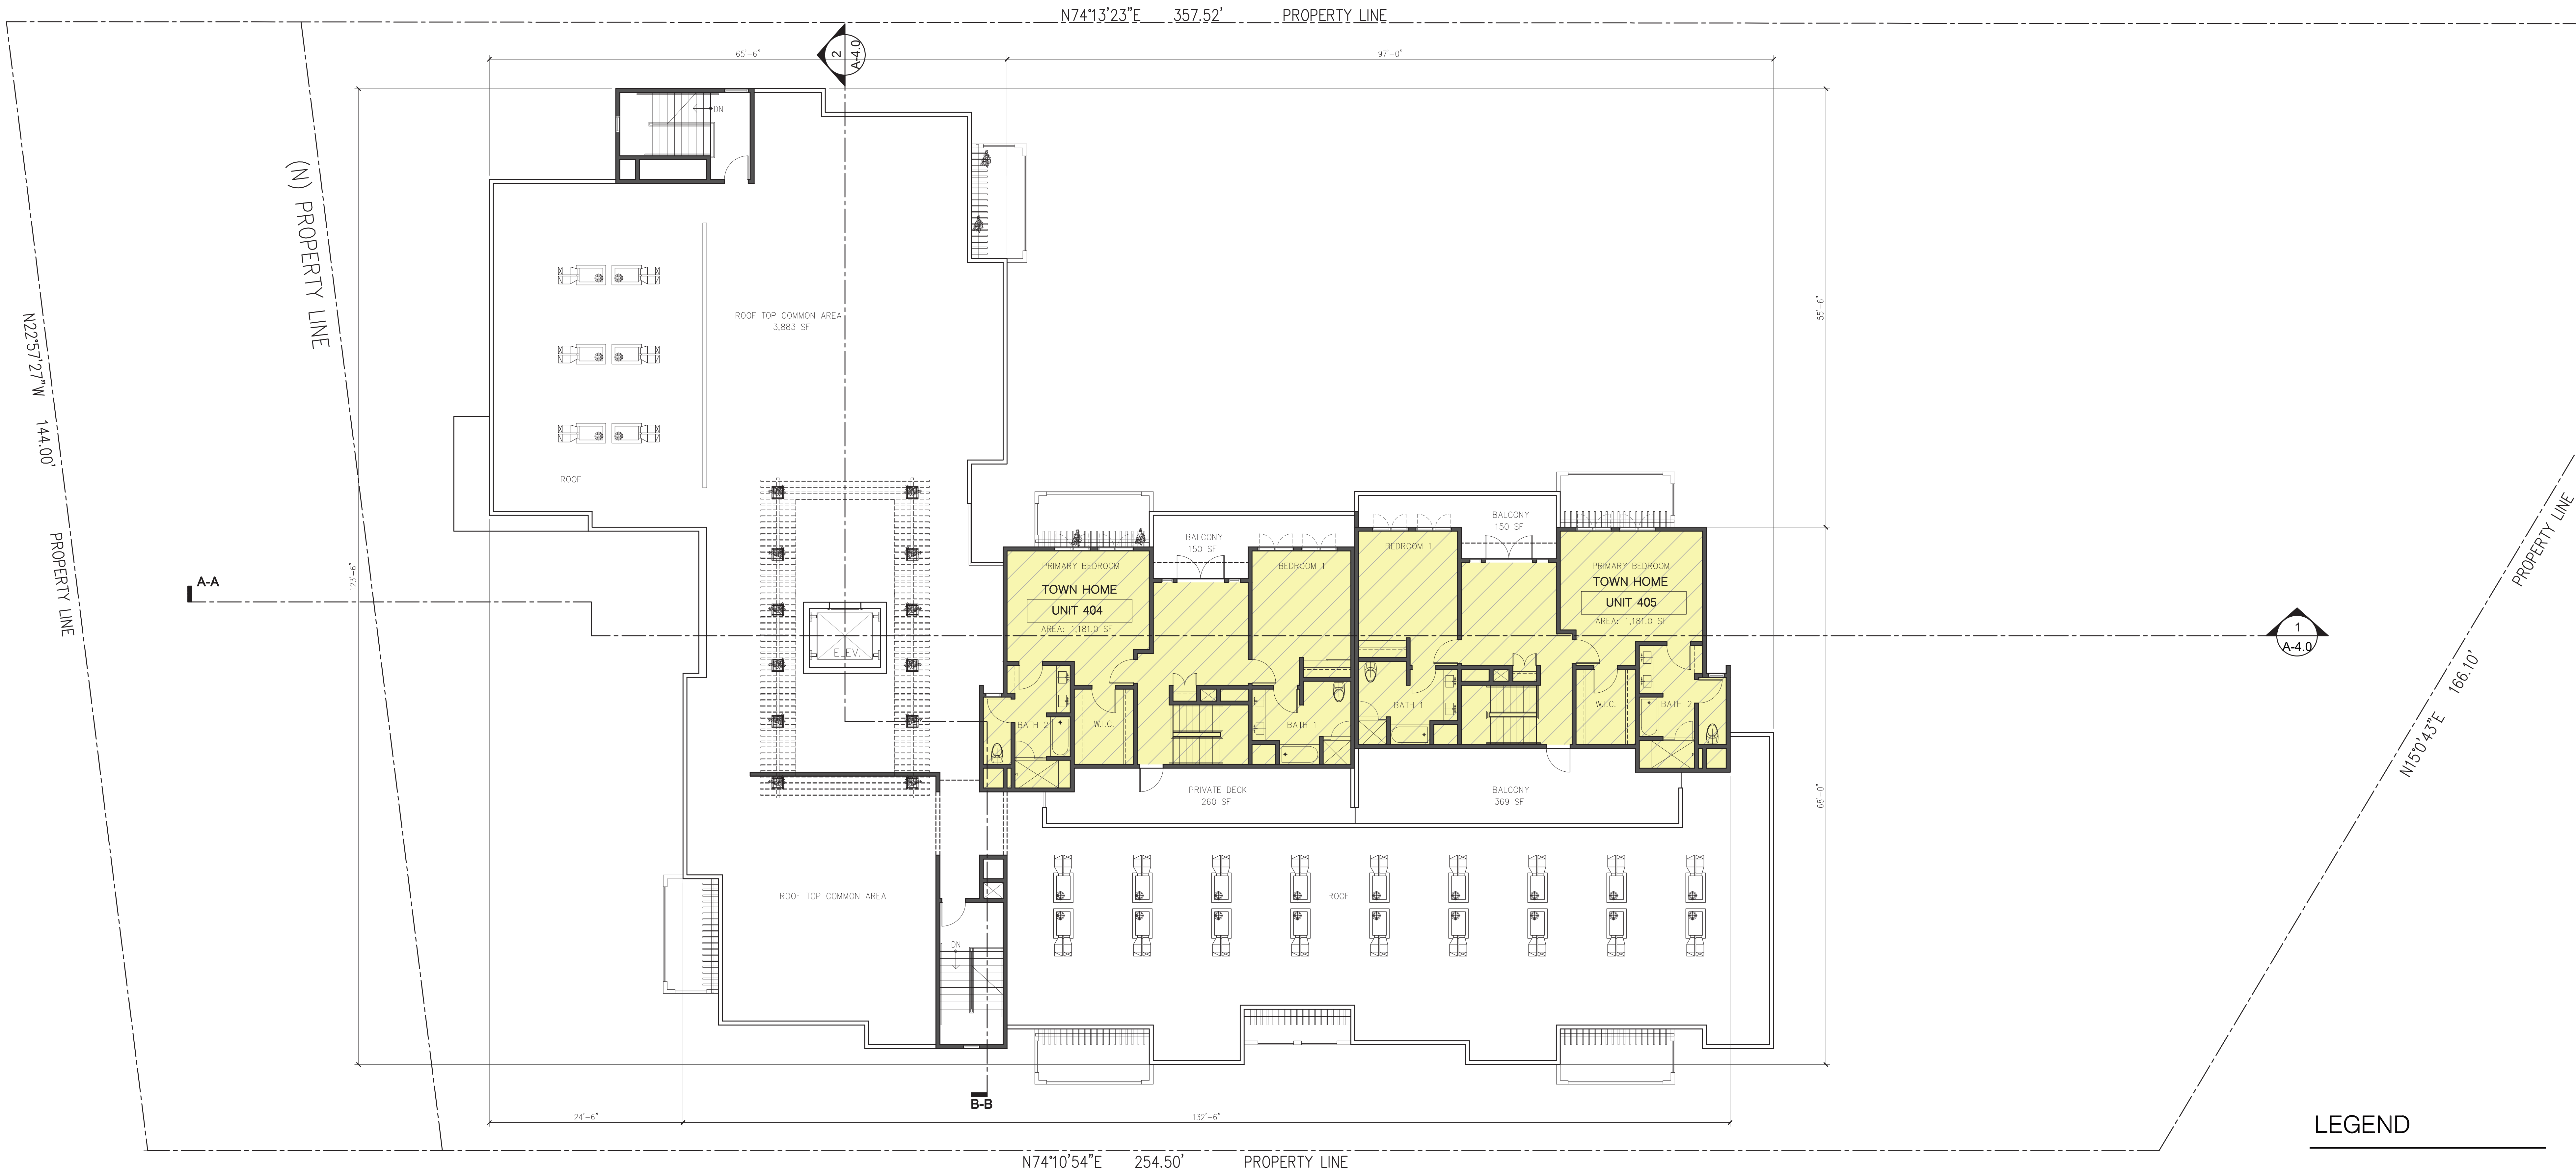 N74°13'23"E 357.52' PROPERTY LINE
65'-6"
2
A-4.0
97'-0"
DN
(N) PROPERTY LINE
ROOF TOP COMMON AREA
3,883 SF
55'-6"
N22°57'27"W 144.00' PROPERTY LINE
ROOF
BALCONY
150 SF
BALCONY
150 SF
BEDROOM 1
PRIMARY BEDROOM
TOWN HOME
UNIT 404
AREA: 1,181.0 SF
BEDROOM 1
PRIMARY BEDROOM
TOWN HOME
UNIT 405
AREA: 1,181.0 SF
A-A
123'-6"
1
A-4.0
ELEV.
BATH 2
W.I.C.
BATH 1
BATH 1
W.I.C.
BATH 2
N15°0'43"E 166.10' PROPERTY LINE
PRIVATE DECK
260 SF
BALCONY
369 SF
68'-0"
ROOF TOP COMMON AREA
ROOF
DN
B-B
24'-6"
132'-6"
LEGEND
N74°10'54"E 254.50' PROPERTY LINE